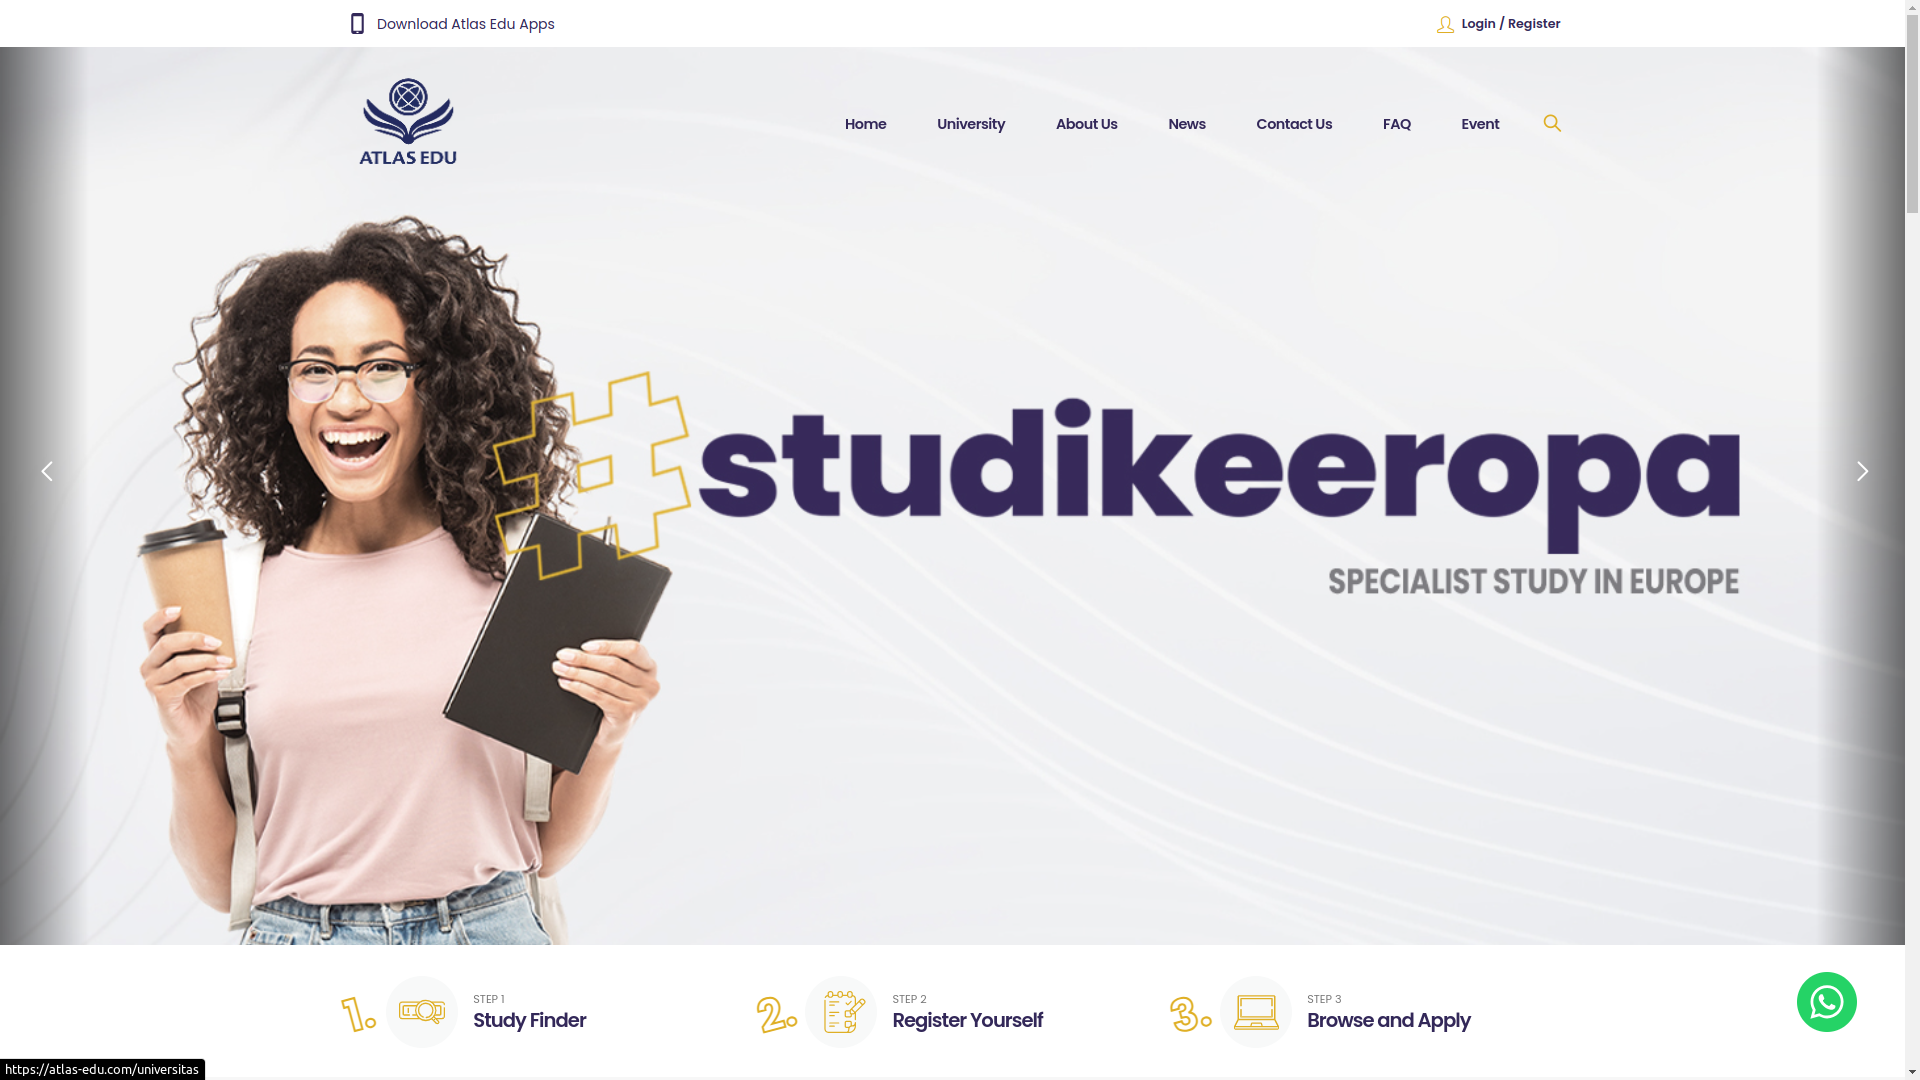 Download Atlas Edu Apps
Login / Register
ATLAS EDU
Home University About Us News Contact Us FAQ Event
#studikeeropa
SPECIALIST STUDY IN EUROPE
1. STEP 1
Study Finder
2. STEP 2
Register Yourself
3. STEP 3
Browse and Apply
https://atlas-edu.com/universitas